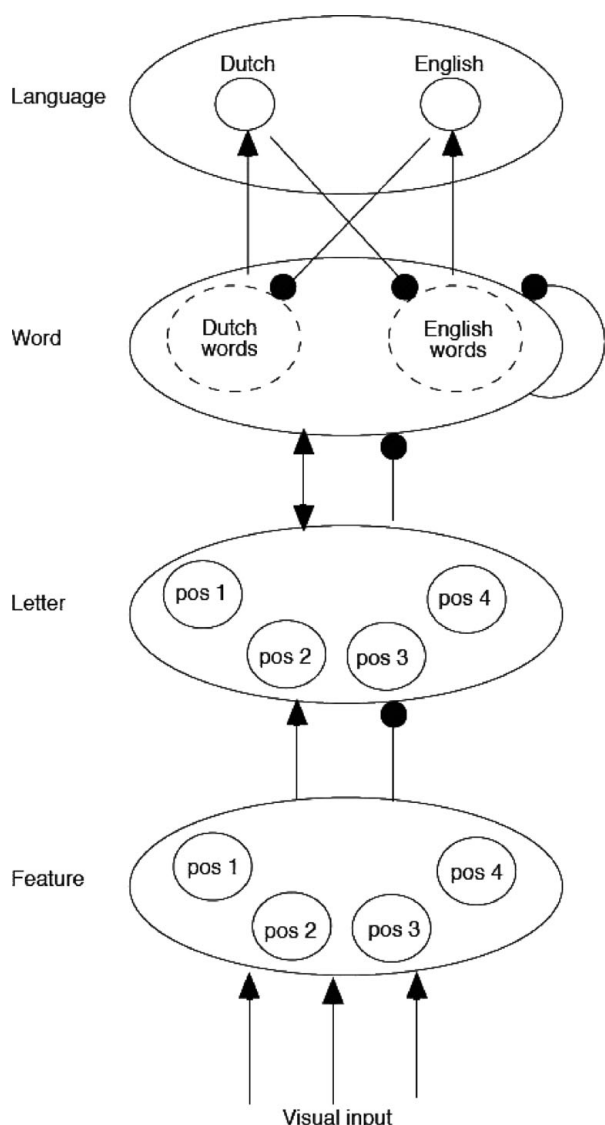 Dutch English
Language
Word
Dutch
words
English
words
Letter
pos 1
pos 2
pos 3
pos 4
Feature
pos 1
pos 2
pos 3
pos 4
Visual input